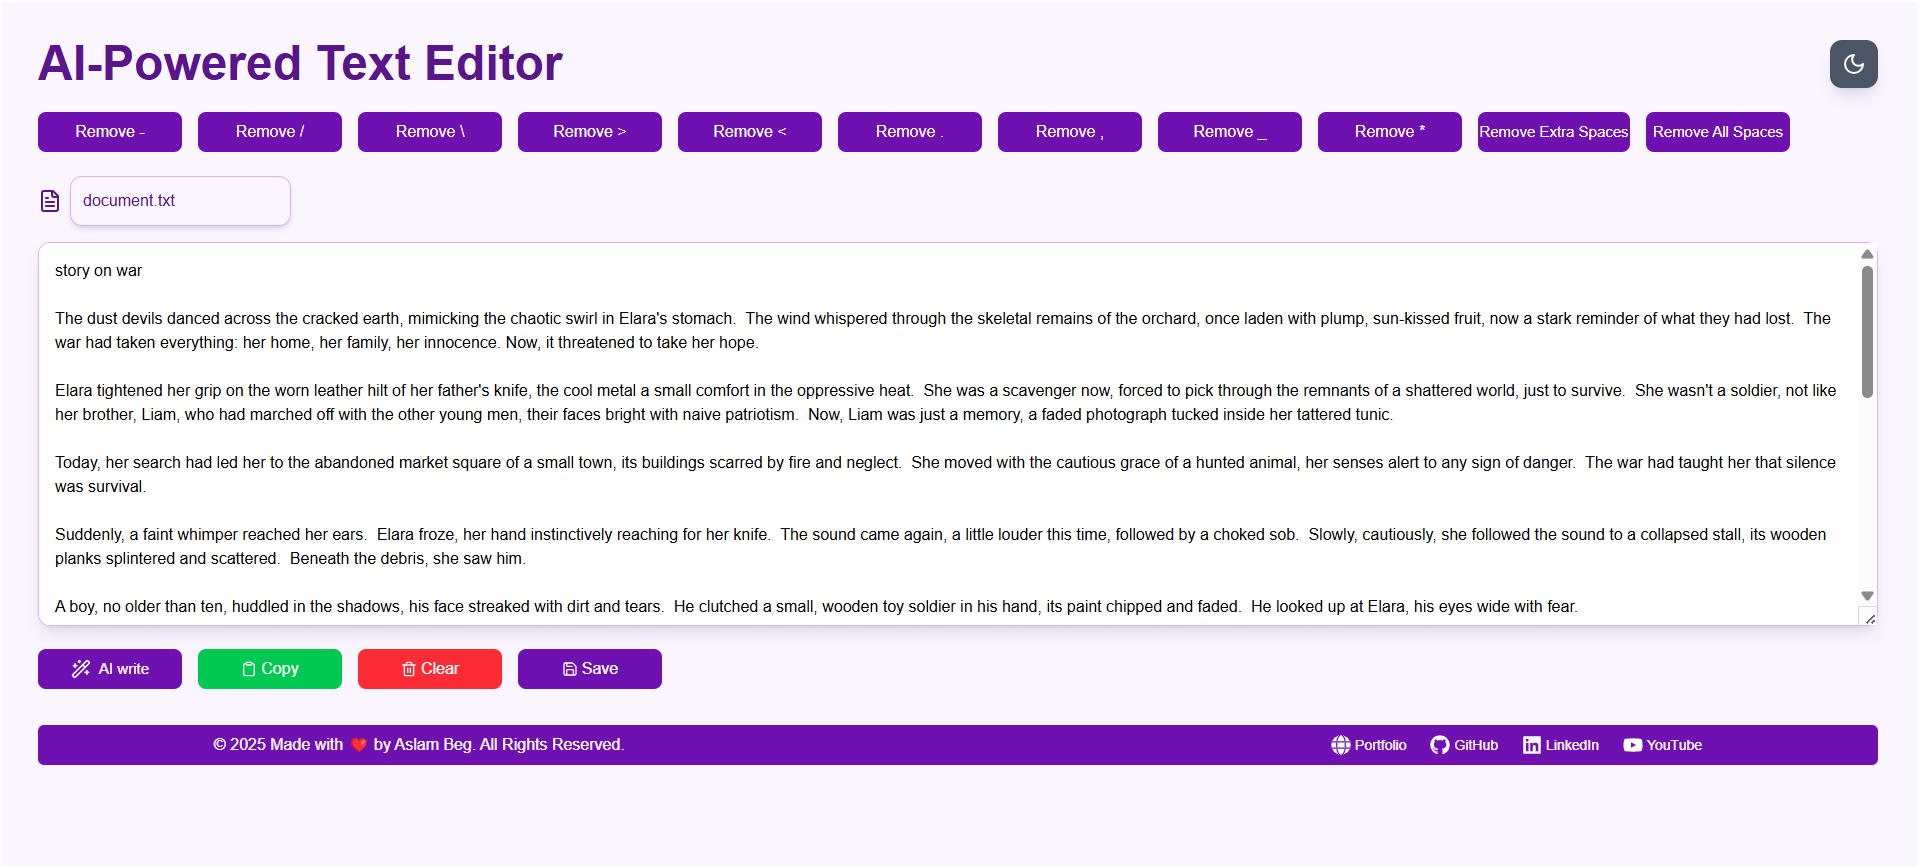 AI-Powered Text Editor
Remove -
Remove /
Remove \
Remove >
Remove <
Remove .
Remove ,
Remove _
Remove *
Remove Extra Spaces
Remove All Spaces
document.txt
story on war
The dust devils danced across the cracked earth, mimicking the chaotic swirl in Elara's stomach.  The wind whispered through the skeletal remains of the orchard, once laden with plump, sun-kissed fruit, now a stark reminder of what they had lost.  The
war had taken everything: her home, her family, her innocence. Now, it threatened to take her hope.
Elara tightened her grip on the worn leather hilt of her father's knife, the cool metal a small comfort in the oppressive heat.  She was a scavenger now, forced to pick through the remnants of a shattered world, just to survive.  She wasn't a soldier, not like
her brother, Liam, who had marched off with the other young men, their faces bright with naive patriotism.  Now, Liam was just a memory, a faded photograph tucked inside her tattered tunic.
Today, her search had led her to the abandoned market square of a small town, its buildings scarred by fire and neglect.  She moved with the cautious grace of a hunted animal, her senses alert to any sign of danger.  The war had taught her that silence
was survival.
Suddenly, a faint whimper reached her ears.  Elara froze, her hand instinctively reaching for her knife.  The sound came again, a little louder this time, followed by a choked sob.  Slowly, cautiously, she followed the sound to a collapsed stall, its wooden
planks splintered and scattered.  Beneath the debris, she saw him.
A boy, no older than ten, huddled in the shadows, his face streaked with dirt and tears.  He clutched a small, wooden toy soldier in his hand, its paint chipped and faded.  He looked up at Elara, his eyes wide with fear.
AI write
Copy
Clear
Save
© 2025 Made with ❤️ by Aslam Beg. All Rights Reserved.
Portfolio
GitHub
LinkedIn
YouTube